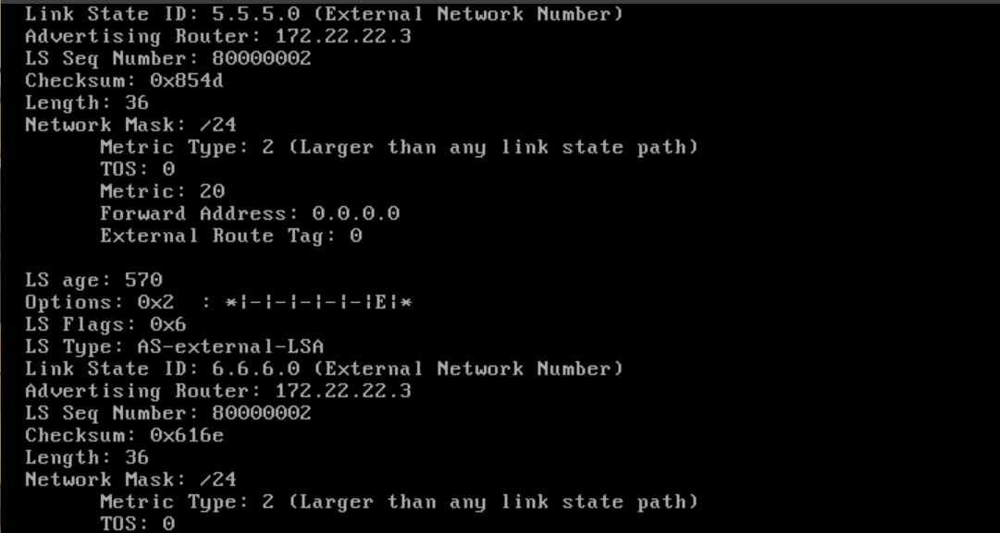 Link State ID: 5.5.5.0 (External Network Number)
Advertising Router: 172.22.22.3
LS Seq Number: 80000002
Checksum: 0x854d
Length: 36
Network Mask: /24
Metric Type: 2 (Larger than any link state path)
TOS: 0
Metric: 20
Forward Address: 0.0.0.0
External Route Tag: 0
LS age: 570
Options: 0x2  : *|-|-|-|-|-|E|*
LS Flags: 0x6
LS Type: AS-external-LSA
Link State ID: 6.6.6.0 (External Network Number)
Advertising Router: 172.22.22.3
LS Seq Number: 80000002
Checksum: 0x616e
Length: 36
Network Mask: /24
Metric Type: 2 (Larger than any link state path)
TOS: 0